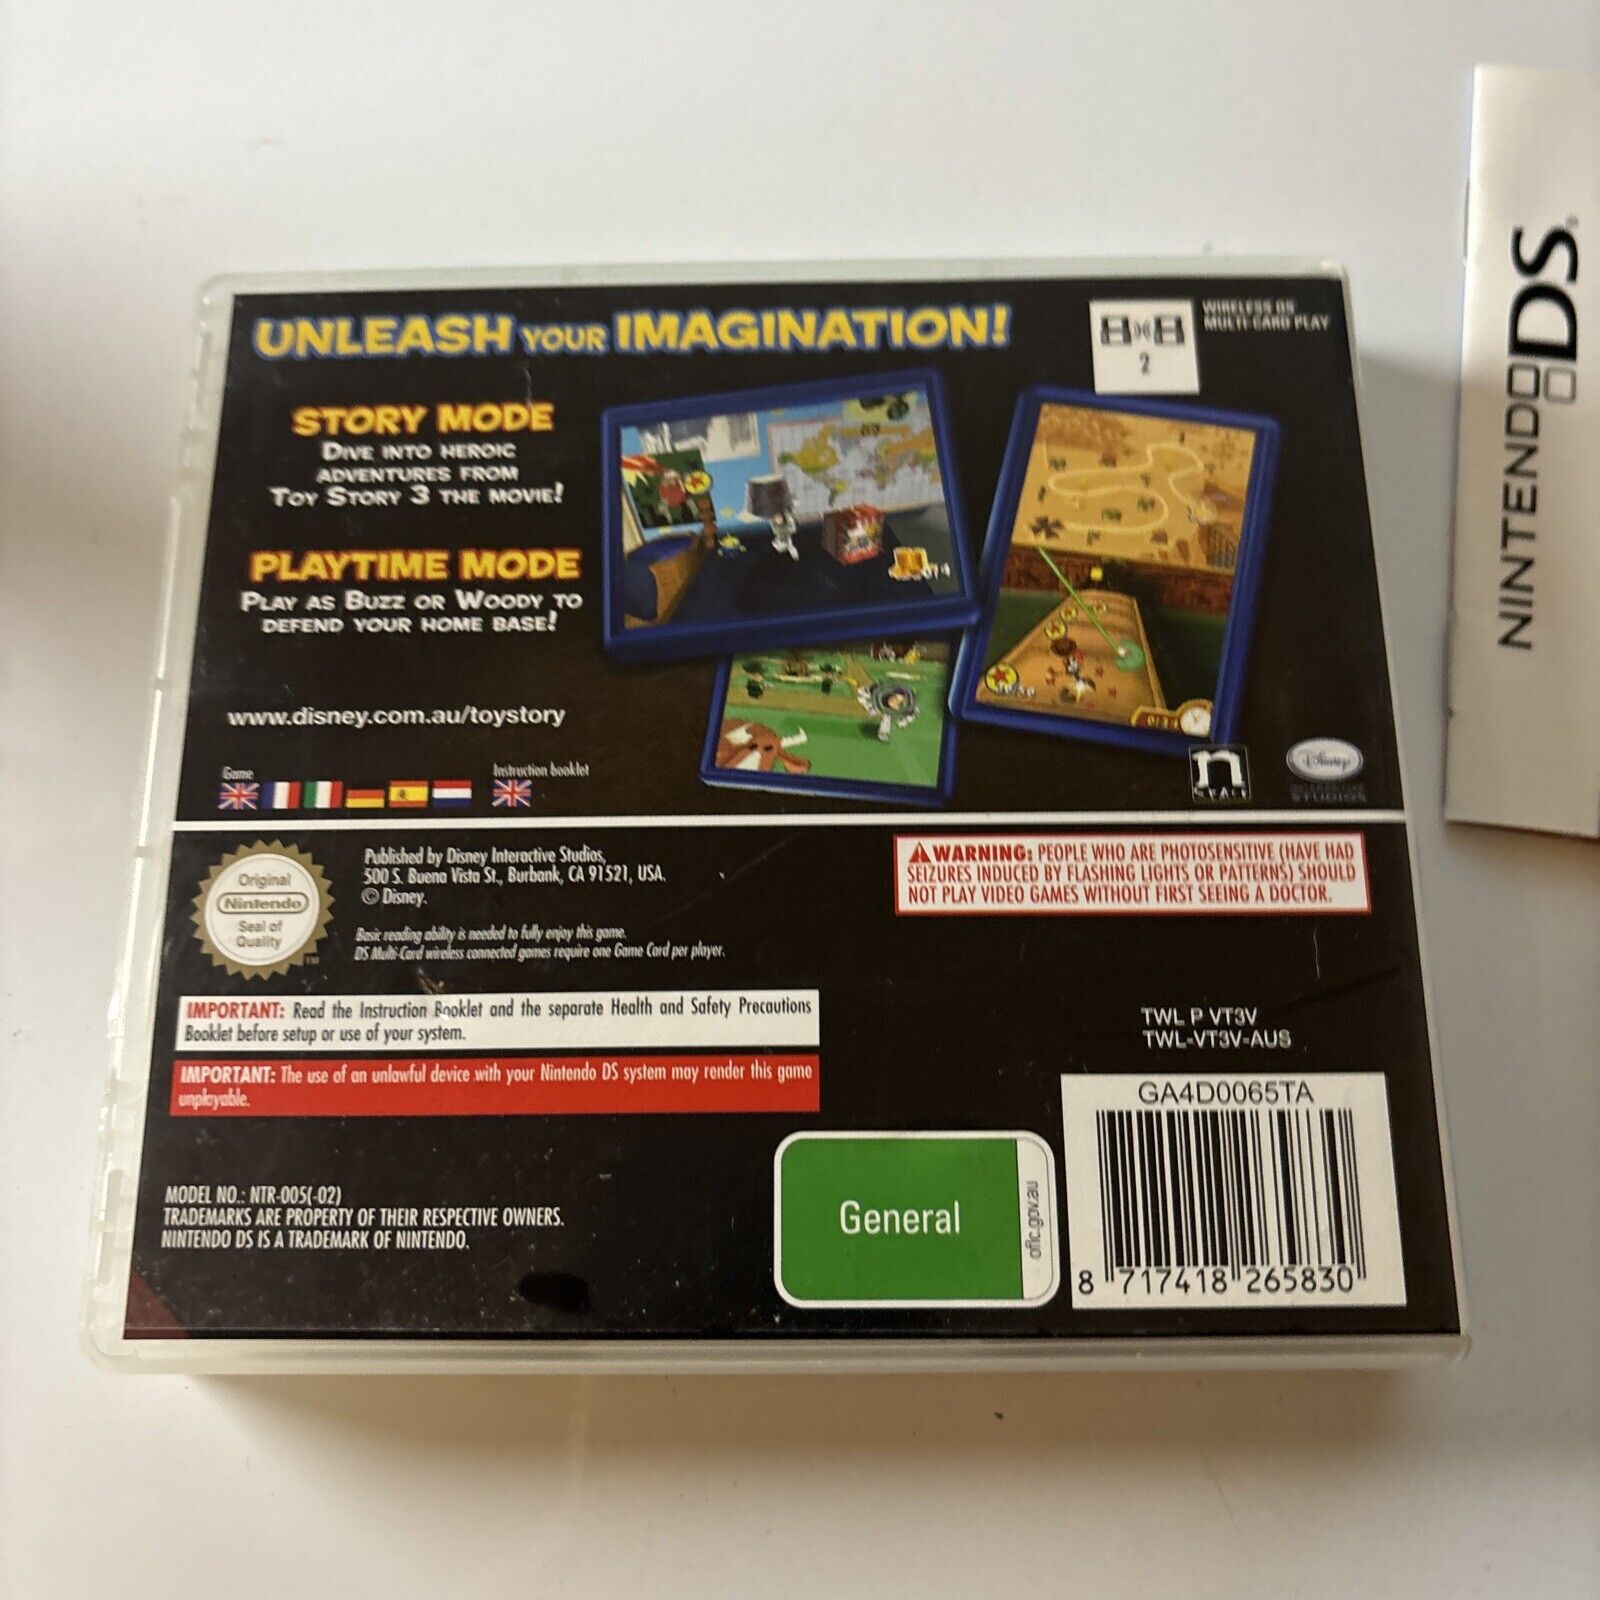 UNLEASH YOUR IMAGINATION!
2
WIRELESS DS
MULTI-CARD PLAY
STORY MODE
DIVE INTO HEROIC
ADVENTURES FROM
TOY STORY 3 THE MOVIE!
PLAYTIME MODE
PLAY AS BUZZ OR WOODY TO
DEFEND YOUR HOME BASE!
www.disney.com.au/toystory
Game
Instruction booklet
n
SPACE
Disney
INTERACTIVE
STUDIOS
Original
Nintendo
Seal of
Quality
TM
Published by Disney Interactive Studios,
500 S. Buena Vista St., Burbank, CA 91521, USA.
© Disney.
Basic reading ability is needed to fully enjoy this game.
DS Multi-Card wireless connected games require one Game Card per player.
WARNING: PEOPLE WHO ARE PHOTOSENSITIVE (HAVE HAD
SEIZURES INDUCED BY FLASHING LIGHTS OR PATTERNS) SHOULD
NOT PLAY VIDEO GAMES WITHOUT FIRST SEEING A DOCTOR.
IMPORTANT: Read the Instruction Booklet and the separate Health and Safety Precautions
Booklet before setup or use of your system.
IMPORTANT: The use of an unlawful device with your Nintendo DS system may render this game
unplayable.
TWL P VT3V
TWL-VT3V-AUS
GA4D0065TA
8 717418 265830
General
oflc.gov.au
MODEL NO.: NTR-005(-02)
TRADEMARKS ARE PROPERTY OF THEIR RESPECTIVE OWNERS.
NINTENDO DS IS A TRADEMARK OF NINTENDO.
NINTENDO DS®